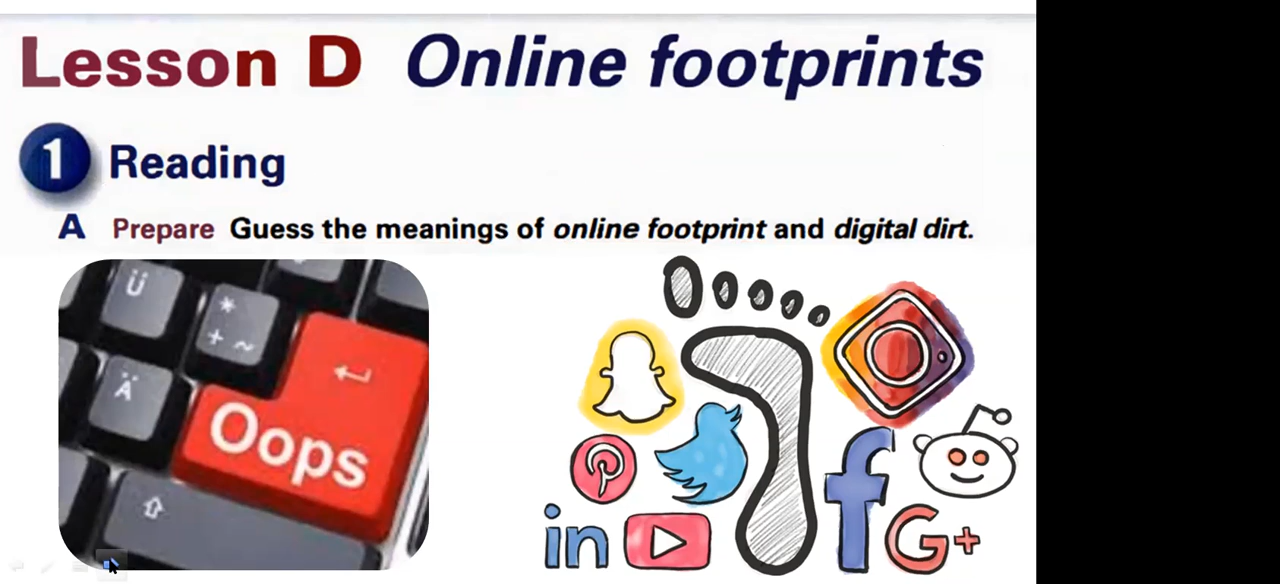 Lesson D Online footprints
1 Reading
A Prepare Guess the meanings of online footprint and digital dirt.
Ü
*
+ ~
Ä
Oops
in
f
G+